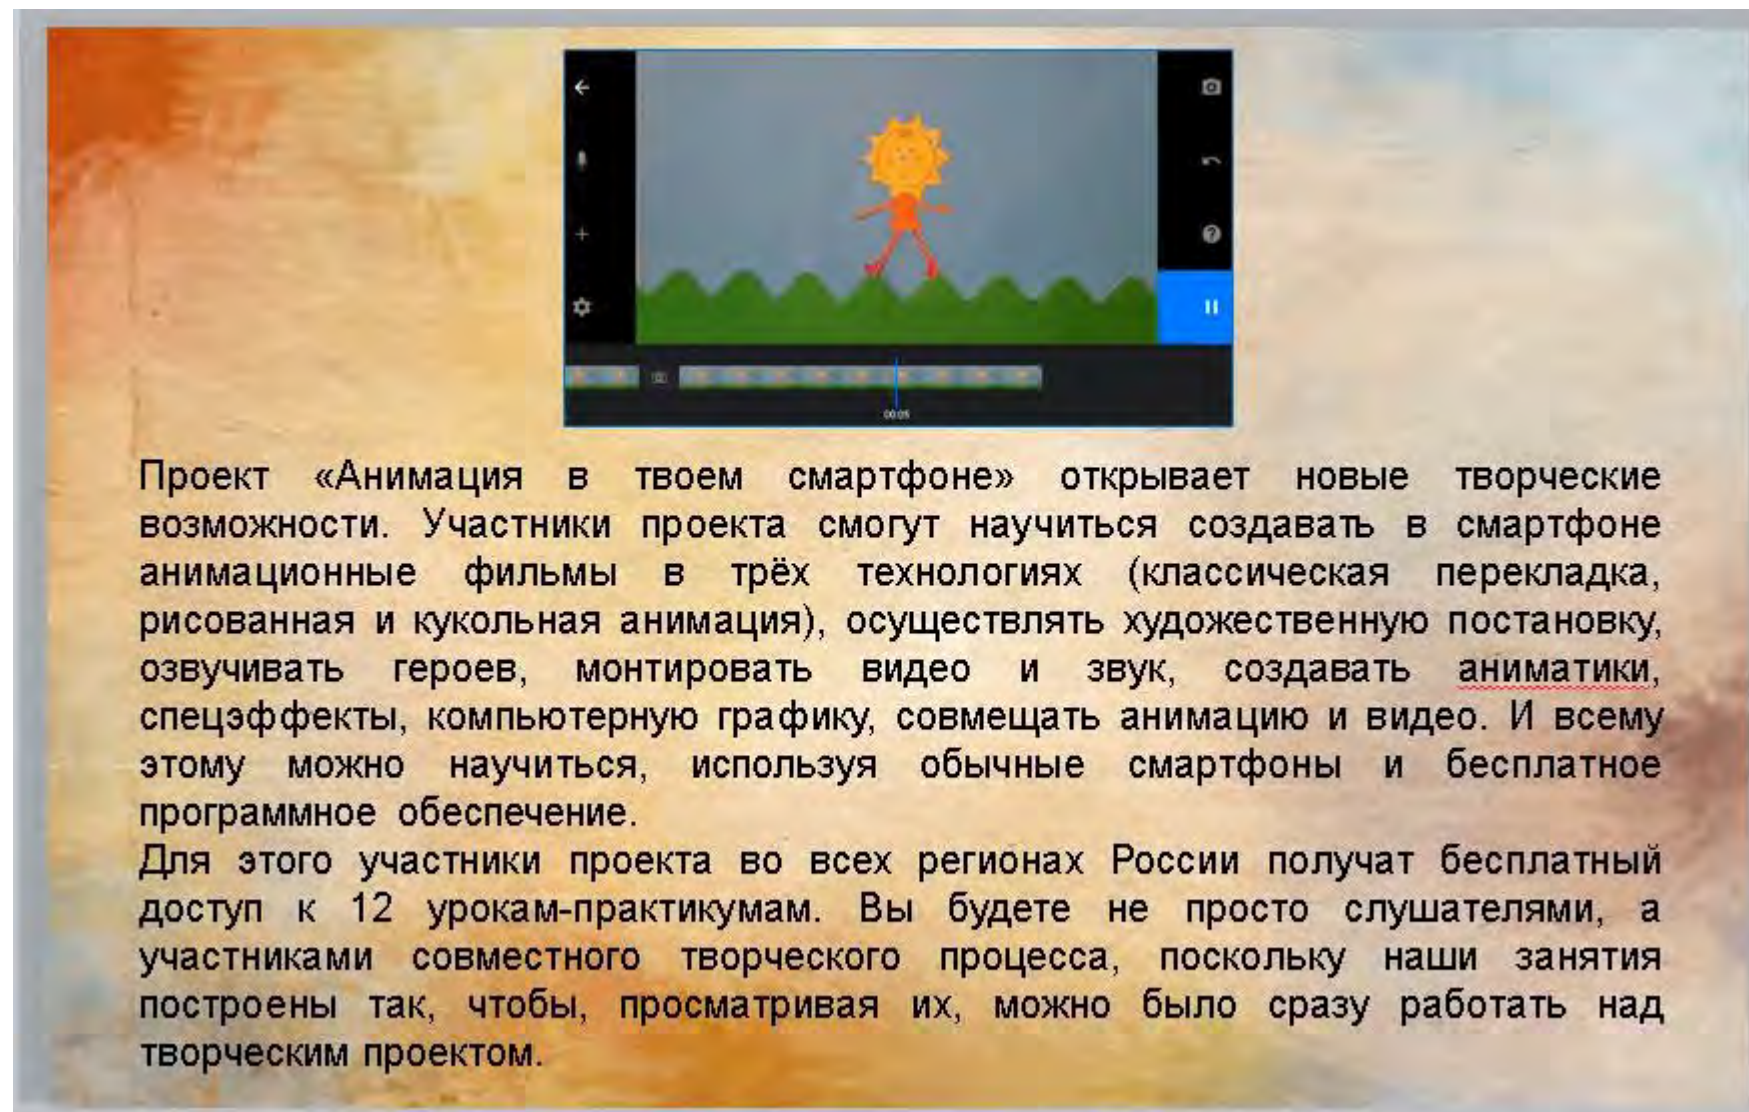 00:05
Проект «Анимация в твоем смартфоне» открывает новые творческие
возможности. Участники проекта смогут научиться создавать в смартфоне
анимационные фильмы в трёх технологиях (классическая перекладка,
рисованная и кукольная анимация), осуществлять художественную постановку,
озвучивать героев, монтировать видео и звук, создавать аниматики,
спецэффекты, компьютерную графику, совмещать анимацию и видео. И всему
этому можно научиться, используя обычные смартфоны и бесплатное
программное обеспечение.
Для этого участники проекта во всех регионах России получат бесплатный
доступ к 12 урокам-практикумам. Вы будете не просто слушателями, а
участниками совместного творческого процесса, поскольку наши занятия
построены так, чтобы, просматривая их, можно было сразу работать над
творческим проектом.